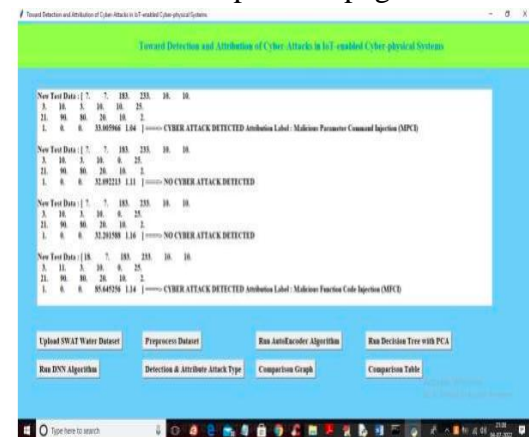 Toward Detection and Attribution of Cyber-Attacks in IoT-enabled Cyber-physical Systems
Toward Detection and Attribution of Cyber-Attacks in IoT-enabled Cyber-physical Systems
New Test Data : [ 7. 7. 183. 233. 10. 10.
3. 10. 3. 10. 10. 25.
21. 90. 80. 20. 10. 2.
1. 0. 0. 33.005966 1.04 ] ====> CYBER ATTACK DETECTED Attribution Label : Malicious Parameter Command Injection (MPCI)
New Test Data : [ 7. 7. 183. 233. 10. 10.
3. 10. 3. 10. 0. 25.
21. 90. 80. 20. 10. 2.
1. 0. 0. 32.692213 1.11 ] ====> NO CYBER ATTACK DETECTED
New Test Data : [ 7. 7. 183. 233. 10. 10.
3. 10. 3. 10. 0. 25.
21. 90. 80. 20. 10. 2.
1. 0. 0. 32.201588 1.16 ] ====> NO CYBER ATTACK DETECTED
New Test Data : [ 18. 7. 183. 233. 10. 10.
3. 11. 3. 10. 0. 25.
21. 90. 80. 20. 10. 2.
1. 0. 0. 95.645256 1.14 ] ====> CYBER ATTACK DETECTED Attribution Label : Malicious Function Code Injection (MFCI)
Upload SWAT Water Dataset Preprocess Dataset Run AutoEncoder Algorithm Run Decision Tree with PCA
Run DNN Algorithm Detection & Attribute Attack Type Comparison Graph Comparison Table
Type here to search